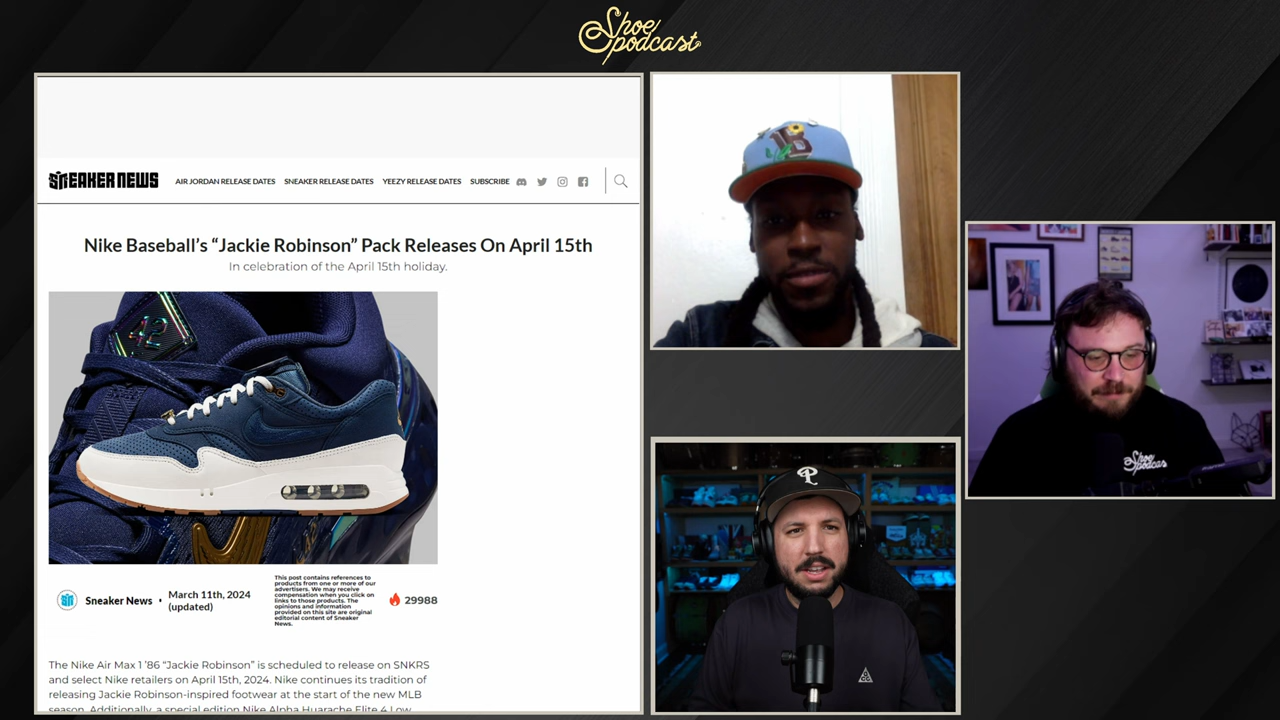 Shoe
podcast
SNEAKER NEWS
AIR JORDAN RELEASE DATES SNEAKER RELEASE DATES YEEZY RELEASE DATES SUBSCRIBE
Nike Baseball’s “Jackie Robinson” Pack Releases On April 15th
In celebration of the April 15th holiday.
42
B
Sneaker News • March 11th, 2024
(updated)
This post contains references to
products from one or more of our
advertisers. We may receive
compensation when you click on
links to those products. The
opinions and information
provided on this site are original
editorial content of Sneaker
News.
29988
The Nike Air Max 1 ’86 “Jackie Robinson” is scheduled to release on SNKRS
and select Nike retailers on April 15th, 2024. Nike continues its tradition of
releasing Jackie Robinson-inspired footwear at the start of the new MLB
season. Additionally, a special edition Nike Alpha Huarache Elite 4 Low
P
Shoe
podcast